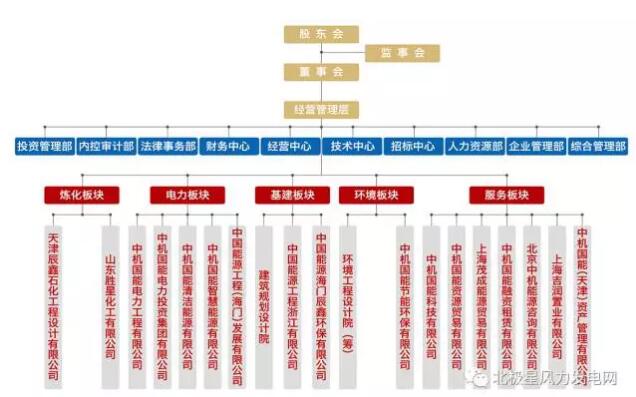 股东会
监事会
董事会
经营管理层
投资管理部
内控审计部
法律事务部
财务中心
经营中心
技术中心
招标中心
人力资源部
企业管理部
综合管理部
炼化板块
电力板块
基建板块
环境板块
服务板块
天津辰鑫石化工程设计有限公司
山东胜星化工有限公司
中机国能电力工程有限公司
中机国能电力投资集团有限公司
中机国能清洁能源有限公司
中机国能智慧能源有限公司
中国能源工程(海门)发展有限公司
建筑规划设计院
中国能源工程浙江有限公司
中国能源海门辰鑫环保有限公司
环境工程设计院(筹)
中机国能节能环保有限公司
中机国能科技有限公司
中机国能资源贸易有限公司
上海茂成能源贸易有限公司
中机国能融资租赁有限公司
北京中机能源咨询有限公司
上海吉润置业有限公司
中机国能(天津)资产管理有限公司
北极星风力发电网